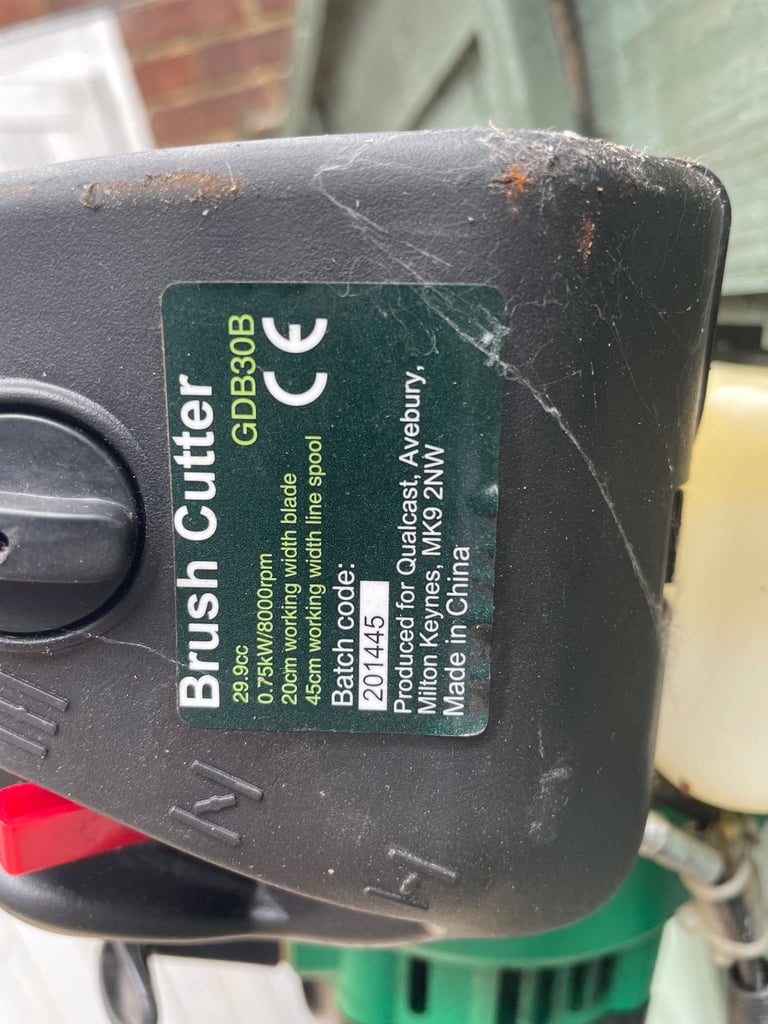 Brush Cutter
GDB30B
29.9cc
0.75kW/8000rpm
20cm working width blade
45cm working width line spool
CE
Batch code:
201445
Produced for Qualcast, Avebury,
Milton Keynes, MK9 2NW
Made in China